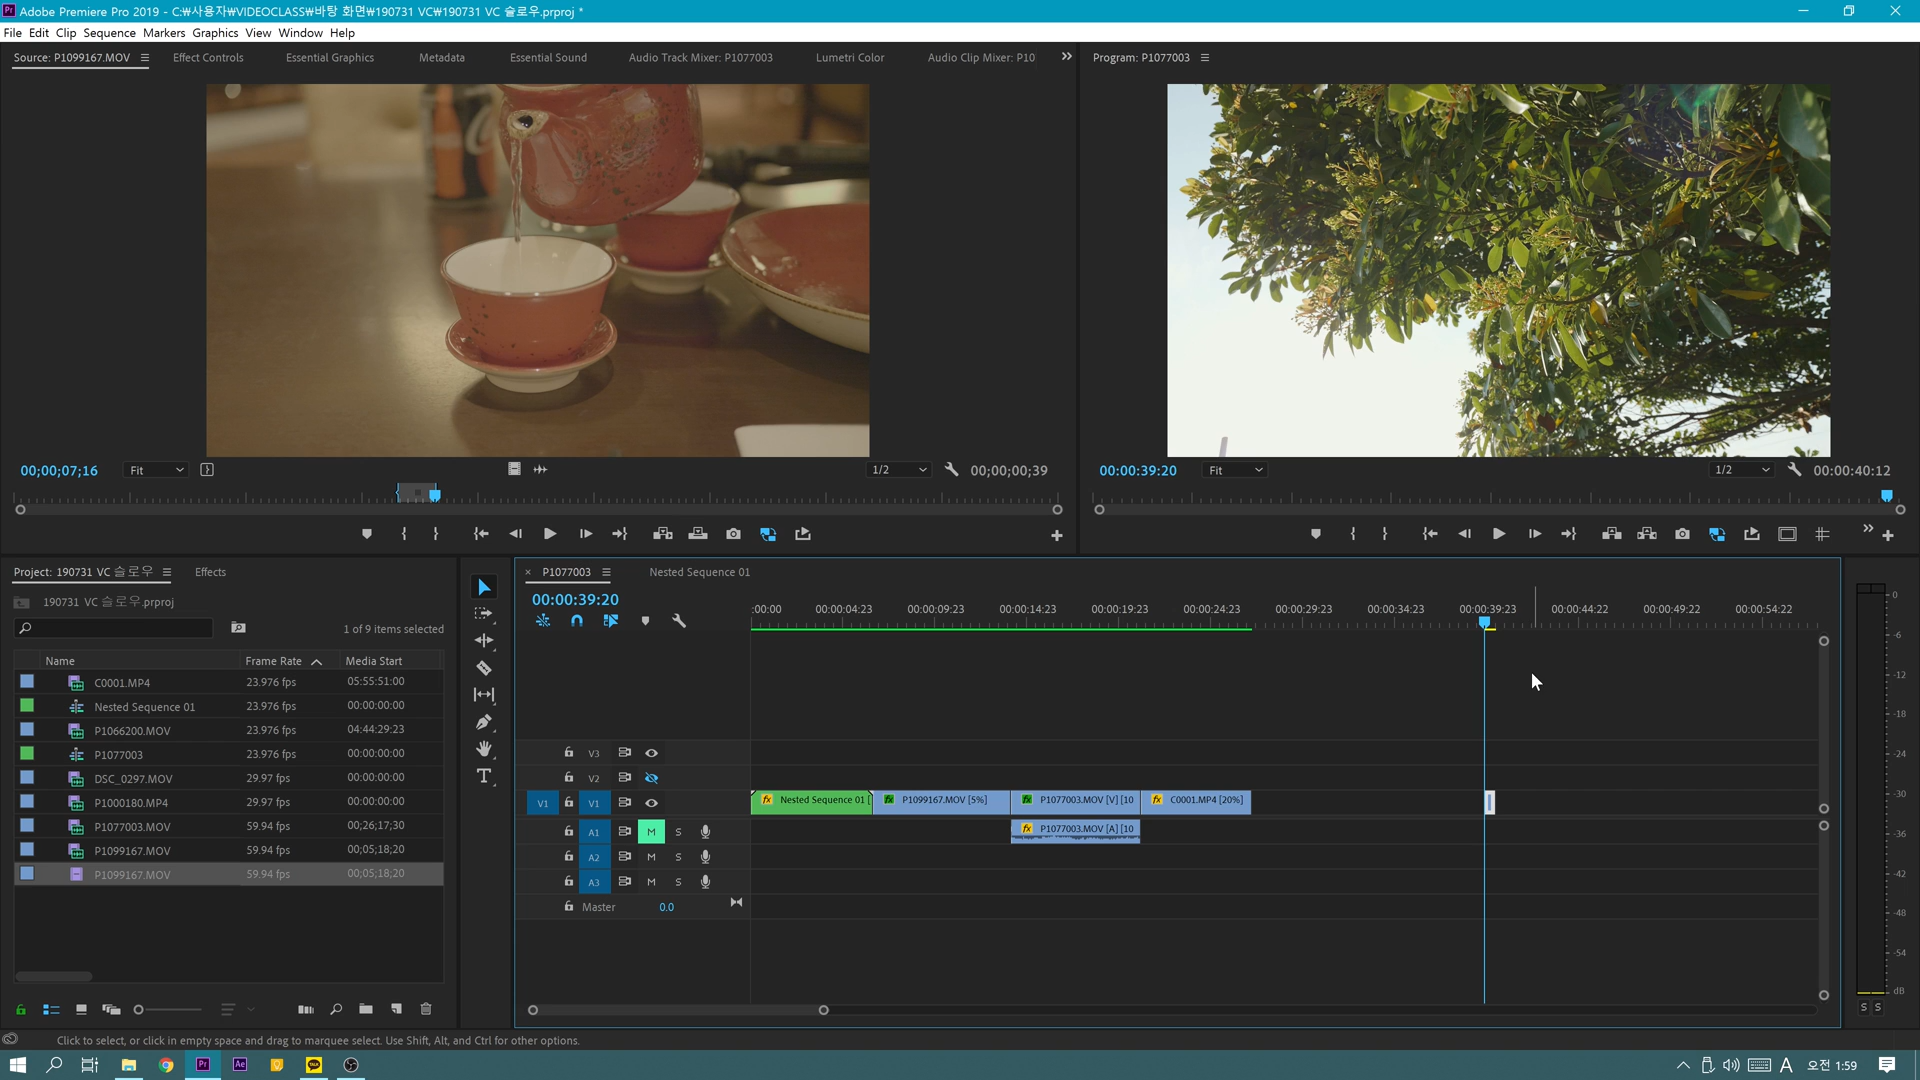 Adobe Premiere Pro 2019 - C:₩사용자₩VIDEOCLASS₩바탕 화면₩190731 VC₩190731 VC 슬로우.prproj *
File Edit Clip Sequence Markers Graphics View Window Help
Source: P1099167.MOV Effect Controls Essential Graphics Metadata Essential Sound Audio Track Mixer: P1077003 Lumetri Color Audio Clip Mixer: P10
Program: P1077003
00;00;07;16 Fit 1/2 00;00;00;39
00:00:39:20 Fit 1/2 00:00:40:12
Project: 190731 VC 슬로우 Effects
190731 VC 슬로우.prproj
1 of 9 items selected
Name Frame Rate Media Start
C0001.MP4 23.976 fps 05:55:51:00
Nested Sequence 01 23.976 fps 00:00:00:00
P1066200.MOV 23.976 fps 04:44:29:23
P1077003 23.976 fps 00:00:00:00
DSC_0297.MOV 29.97 fps 00:00:00:00
P1000180.MP4 29.97 fps 00:00:00:00
P1077003.MOV 59.94 fps 00;26;17;30
P1099167.MOV 59.94 fps 00;05;18;20
P1099167.MOV 59.94 fps 00;05;18;20
× P1077003 Nested Sequence 01
00:00:39:20
:00:00 00:00:04:23 00:00:09:23 00:00:14:23 00:00:19:23 00:00:24:23 00:00:29:23 00:00:34:23 00:00:39:23 00:00:44:22 00:00:49:22 00:00:54:22
V3
V2
V1 V1 fx Nested Sequence 01 [ fx P1099167.MOV [5%] fx P1077003.MOV [V] [10 fx C0001.MP4 [20%]
A1 M S fx P1077003.MOV [A] [10
A2 M S
A3 M S
Master 0.0
0
-6
-12
-18
-24
-30
-36
-42
-48
-54
dB
S S
Click to select, or click in empty space and drag to marquee select. Use Shift, Alt, and Ctrl for other options.
Pr Ae TALK A 오전 1:59